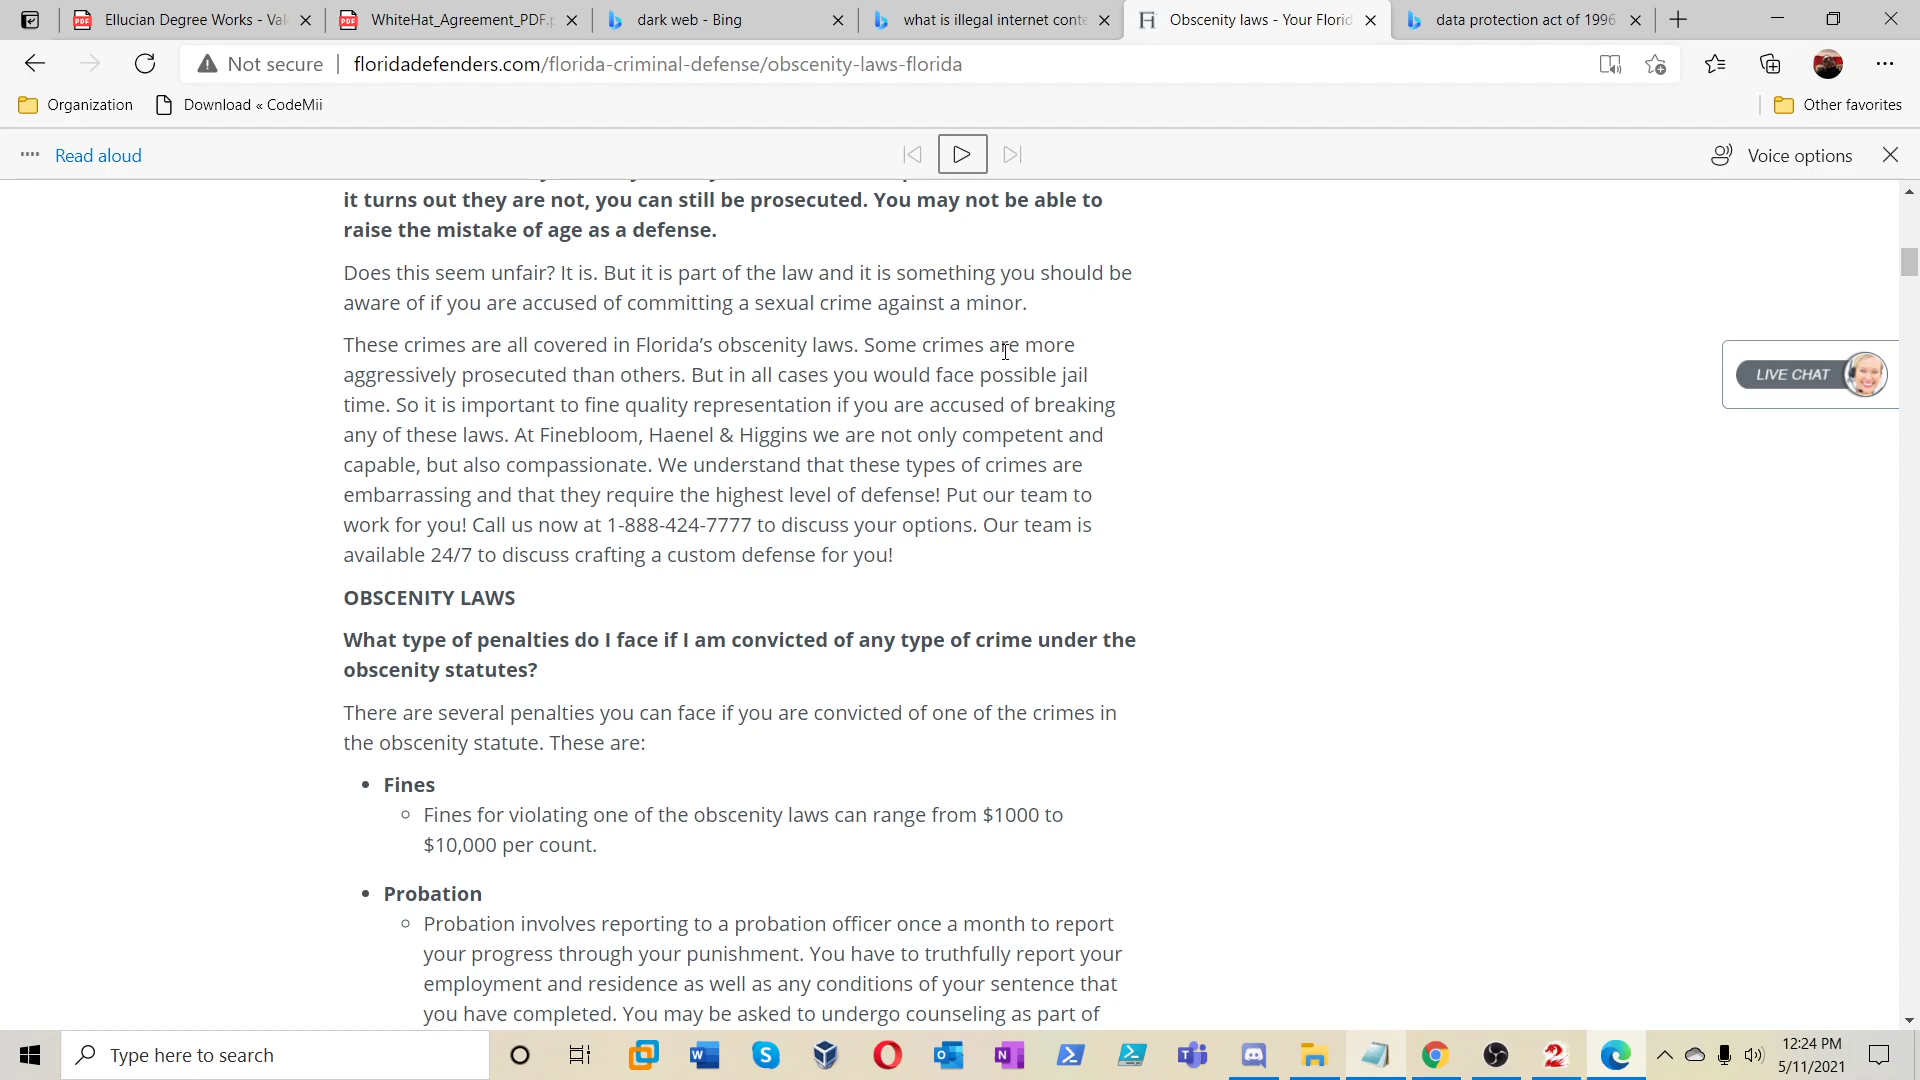 Ellucian Degree Works - Val
WhiteHat_Agreement_PDF.p
dark web - Bing
what is illegal internet conte
Obscenity laws - Your Florid
data protection act of 1996
Not secure
floridadefenders.com/florida-criminal-defense/obscenity-laws-florida
Organization
Download « CodeMii
Other favorites
Read aloud
Voice options
it turns out they are not, you can still be prosecuted. You may not be able to
raise the mistake of age as a defense.
Does this seem unfair? It is. But it is part of the law and it is something you should be
aware of if you are accused of committing a sexual crime against a minor.
These crimes are all covered in Florida’s obscenity laws. Some crimes are more
aggressively prosecuted than others. But in all cases you would face possible jail
time. So it is important to fine quality representation if you are accused of breaking
any of these laws. At Finebloom, Haenel & Higgins we are not only competent and
capable, but also compassionate. We understand that these types of crimes are
embarrassing and that they require the highest level of defense! Put our team to
work for you! Call us now at 1-888-424-7777 to discuss your options. Our team is
available 24/7 to discuss crafting a custom defense for you!
LIVE CHAT
OBSCENITY LAWS
What type of penalties do I face if I am convicted of any type of crime under the
obscenity statutes?
There are several penalties you can face if you are convicted of one of the crimes in
the obscenity statute. These are:
• Fines
○ Fines for violating one of the obscenity laws can range from $1000 to
$10,000 per count.
• Probation
○ Probation involves reporting to a probation officer once a month to report
your progress through your punishment. You have to truthfully report your
employment and residence as well as any conditions of your sentence that
you have completed. You may be asked to undergo counseling as part of
Type here to search
12:24 PM
5/11/2021